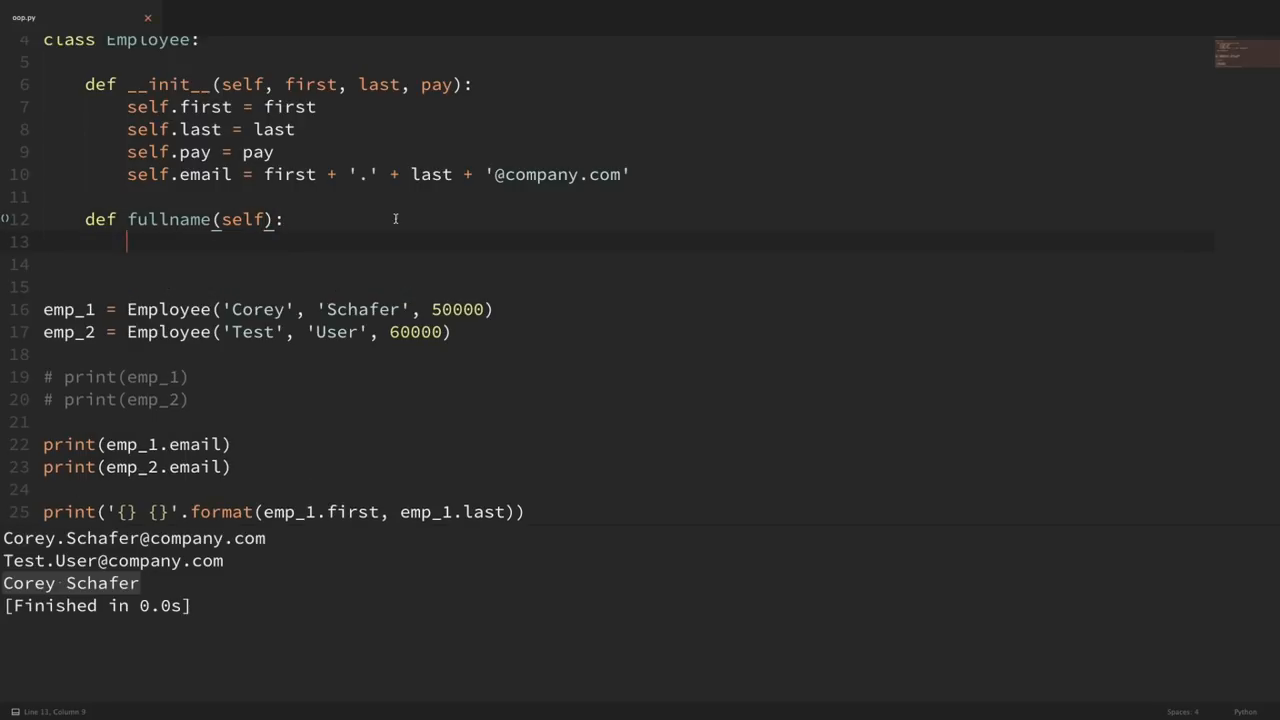 oop.py
4 class Employee:
5
6 def __init__(self, first, last, pay):
7 self.first = first
8 self.last = last
9 self.pay = pay
10 self.email = first + '.' + last + '@company.com'
11
12 def fullname(self):
13
14
15
16 emp_1 = Employee('Corey', 'Schafer', 50000)
17 emp_2 = Employee('Test', 'User', 60000)
18
19 # print(emp_1)
20 # print(emp_2)
21
22 print(emp_1.email)
23 print(emp_2.email)
24
25 print('{} {}'.format(emp_1.first, emp_1.last))
Corey.Schafer@company.com
Test.User@company.com
Corey Schafer
[Finished in 0.0s]
Line 13, Column 9 Spaces: 4 Python